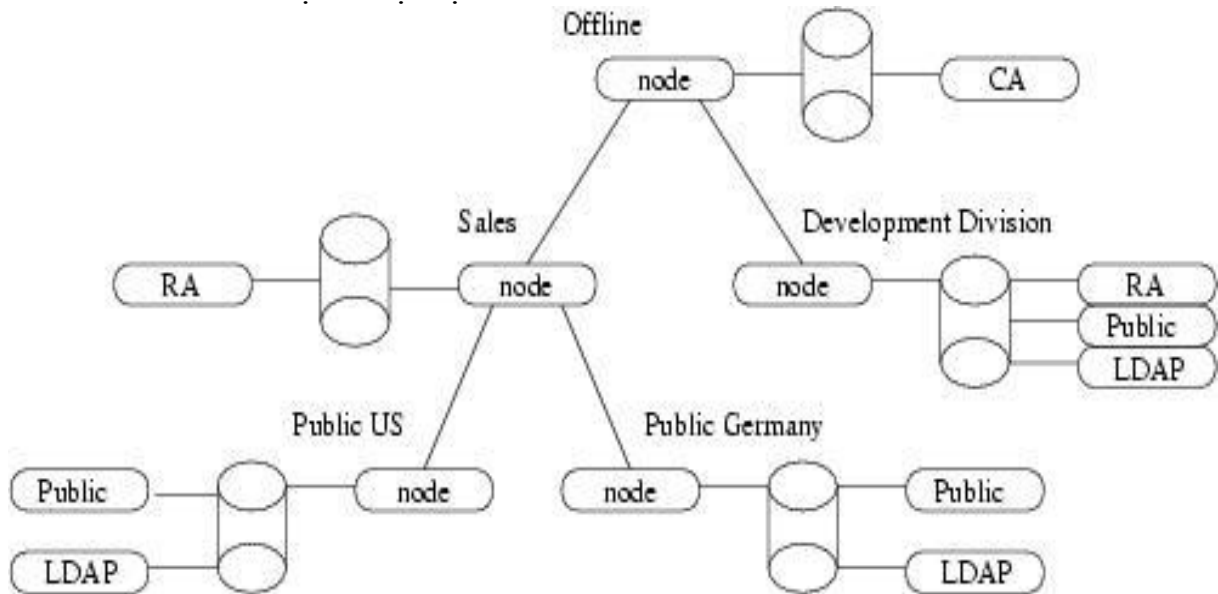 Offline
node
CA
Sales
Development Division
RA
node
node
RA
Public
LDAP
Public US
Public Germany
Public
node
node
Public
LDAP
LDAP